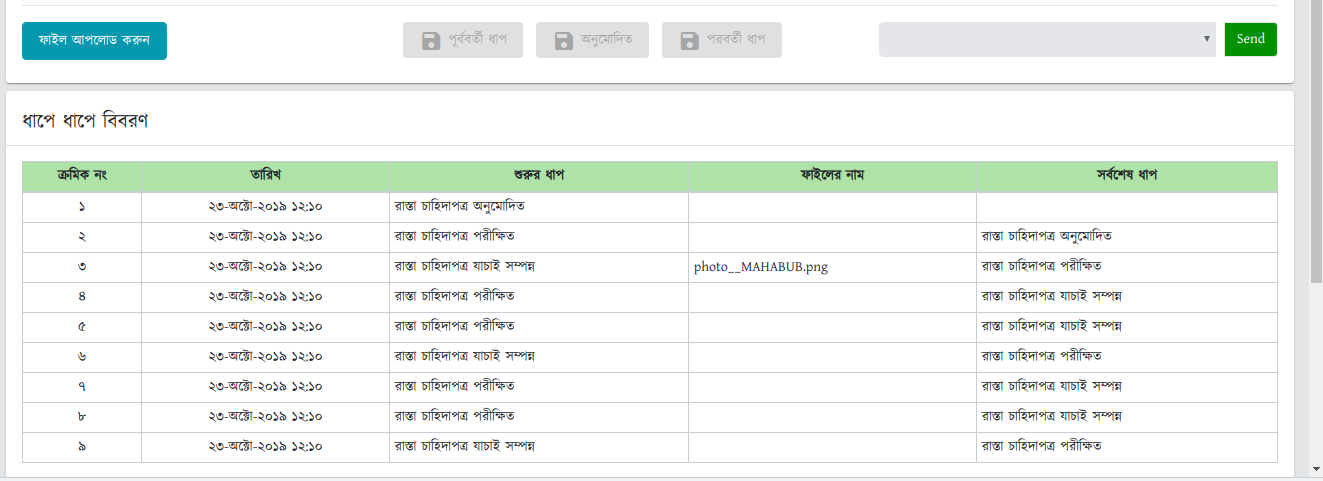 ফাইল আপলোড করুন পূর্ববর্তী ধাপ অনুমোদিত পরবর্তী ধাপ Send
ধাপে ধাপে বিবরণ
ক্রমিক নং তারিখ শুরুর ধাপ ফাইলের নাম সর্বশেষ ধাপ
১ ২৩-অক্টো-২০১৯ ১২:১০ রাস্তা চাহিদাপত্র অনুমোদিত
২ ২৩-অক্টো-২০১৯ ১২:১০ রাস্তা চাহিদাপত্র পরীক্ষিত রাস্তা চাহিদাপত্র অনুমোদিত
৩ ২৩-অক্টো-২০১৯ ১২:১০ রাস্তা চাহিদাপত্র যাচাই সম্পন্ন photo__MAHABUB.png রাস্তা চাহিদাপত্র পরীক্ষিত
৪ ২৩-অক্টো-২০১৯ ১২:১০ রাস্তা চাহিদাপত্র পরীক্ষিত রাস্তা চাহিদাপত্র যাচাই সম্পন্ন
৫ ২৩-অক্টো-২০১৯ ১২:১০ রাস্তা চাহিদাপত্র পরীক্ষিত রাস্তা চাহিদাপত্র যাচাই সম্পন্ন
৬ ২৩-অক্টো-২০১৯ ১২:১০ রাস্তা চাহিদাপত্র যাচাই সম্পন্ন রাস্তা চাহিদাপত্র পরীক্ষিত
৭ ২৩-অক্টো-২০১৯ ১২:১০ রাস্তা চাহিদাপত্র পরীক্ষিত রাস্তা চাহিদাপত্র যাচাই সম্পন্ন
৮ ২৩-অক্টো-২০১৯ ১২:১০ রাস্তা চাহিদাপত্র পরীক্ষিত রাস্তা চাহিদাপত্র যাচাই সম্পন্ন
৯ ২৩-অক্টো-২০১৯ ১২:১০ রাস্তা চাহিদাপত্র যাচাই সম্পন্ন রাস্তা চাহিদাপত্র পরীক্ষিত